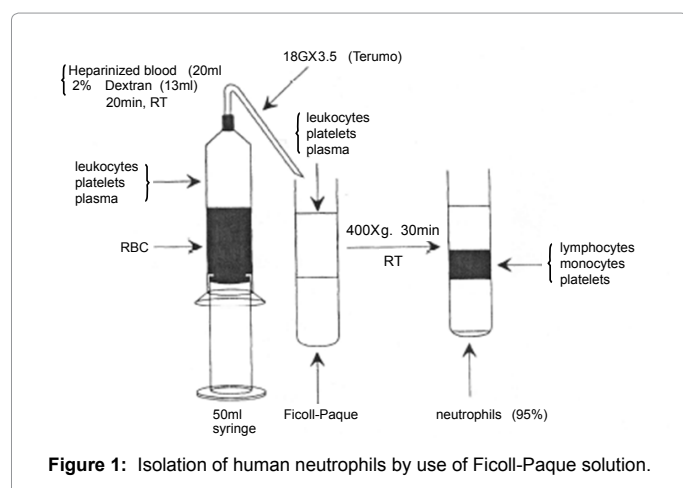 18GX3.5 (Terumo)
Heparinized blood (20ml
2% Dextran (13ml)
20min, RT
leukocytes
platelets
plasma
leukocytes
platelets
plasma
RBC
400Xg. 30min
RT
lymphocytes
monocytes
platelets
50ml
syringe
Ficoll-Paque
neutrophils (95%)
Figure 1: Isolation of human neutrophils by use of Ficoll-Paque solution.